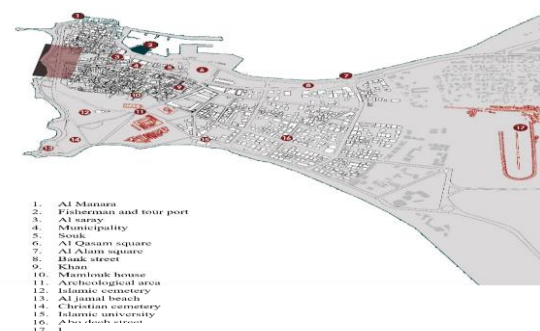 1. Al Manara
2. Fisherman and tour port
3. Al saray
4. Municipality
5. Souk
6. Al Qasam square
7. Al Alam square
8. Bank street
9. Khan
10. Mamlouk house
11. Archeological area
12. Islamic cemetery
13. Al jamal beach
14. Christian cemetery
15. Islamic university
16. Abo deeb street
17.